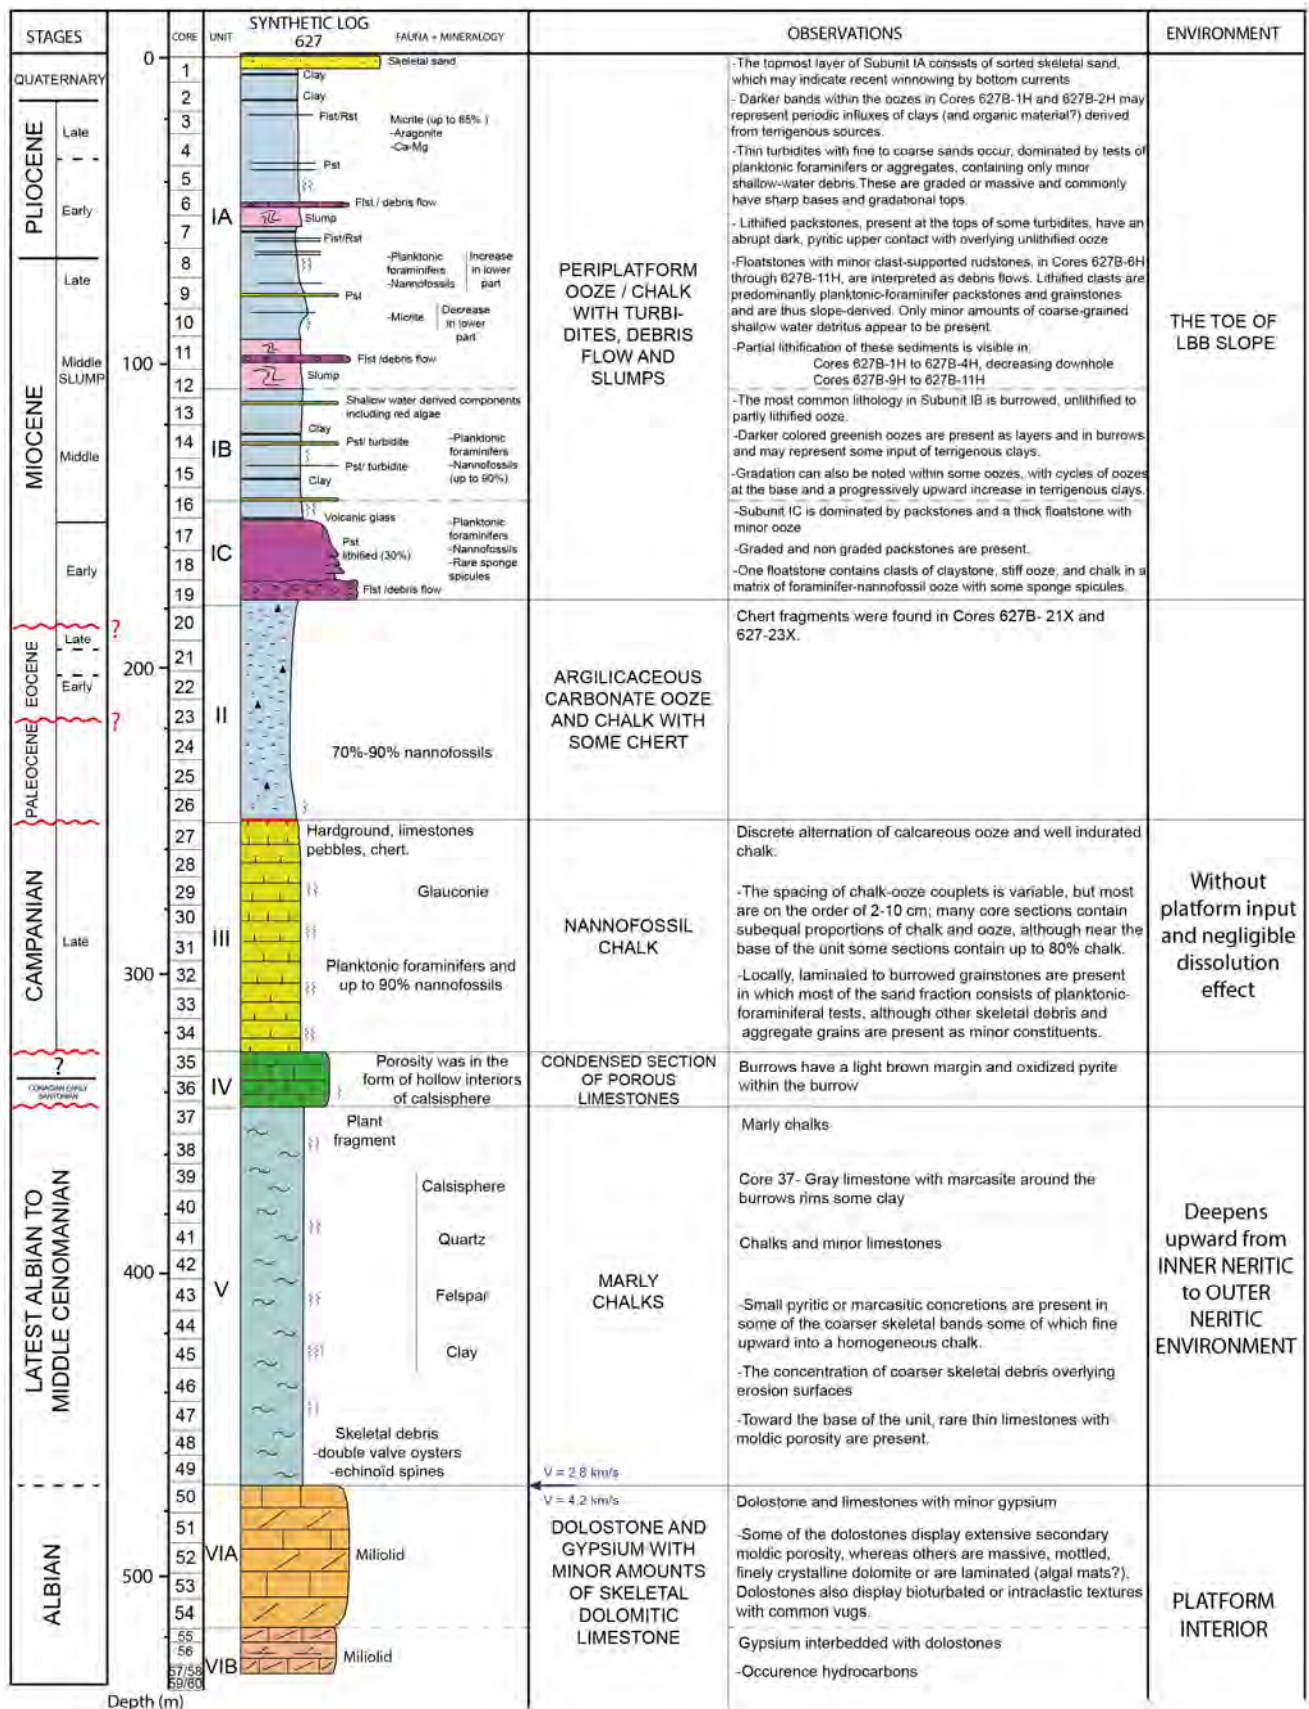 STAGES
CORE
UNIT
SYNTHETIC LOG
627
FAUNA + MINERALOGY
OBSERVATIONS
ENVIRONMENT
QUATERNARY
PLIOCENE
Late
Early
MIOCENE
Late
Middle
SLUMP
Middle
Early
EOCENE
Late
Early
?
?
PALEOCENE
CAMPANIAN
Late
?
LATEST ALBIAN TO
MIDDLE CENOMANIAN
ALBIAN
0
100
200
300
400
500
Depth (m)
1
2
3
4
5
6
7
8
9
10
11
12
13
14
15
16
17
18
19
20
21
22
23
24
25
26
27
28
29
30
31
32
33
34
35
36
37
38
39
40
41
42
43
44
45
46
47
48
49
50
51
52
53
54
55
56
57/58
59/60
IA
IB
IC
II
III
IV
V
VIA
VIB
Skeletal sand
Clay
Clay
Flst/Rst
Micrite (up to 85% )
-Aragonite
-Ca-Mg
Pst
Flst / debris flow
Slump
Flst/Rst
-Planktonic
foraminifers
-Nannofossils
Increase
in lower
part
Pst
-Micrite
Decrease
in lower
part
Flst /debris flow
Slump
Shallow water derived components
including red algae
Clay
Pst/ turbidite
-Planktonic
foraminifers
-Nannofossils
(up to 90%)
Pst/ turbidite
Clay
Volcanic glass
Pst
lithified (30%)
-Planktonic
foraminifers
-Nannofossils
-Rare sponge
spicules
Flst /debris flow
70%-90% nannofossils
Hardground, limestones
pebbles, chert.
Glauconie
Planktonic foraminifers and
up to 90% nannofossils
Porosity was in the
form of hollow interiors
of calsisphere
Plant
fragment
Calsisphere
Quartz
Felspar
Clay
Skeletal debris
-double valve oysters
-echinoïd spines
Miliolid
Miliolid
PERIPLATFORM
OOZE / CHALK
WITH TURBI-
DITES, DEBRIS
FLOW AND
SLUMPS
ARGILICACEOUS
CARBONATE OOZE
AND CHALK WITH
SOME CHERT
NANNOFOSSIL
CHALK
CONDENSED SECTION
OF POROUS
LIMESTONES
MARLY
CHALKS
V = 2.8 km/s
V = 4.2 km/s
DOLOSTONE AND
GYPSIUM WITH
MINOR AMOUNTS
OF SKELETAL
DOLOMITIC
LIMESTONE
-The topmost layer of Subunit IA consists of sorted skeletal sand,
which may indicate recent winnowing by bottom currents
- Darker bands within the oozes in Cores 627B-1H and 627B-2H may
represent periodic influxes of clays (and organic material?) derived
from terrigenous sources.
-Thin turbidites with fine to coarse sands occur, dominated by tests of
planktonic foraminifers or aggregates, containing only minor
shallow-water debris. These are graded or massive and commonly
have sharp bases and gradational tops.
- Lithified packstones, present at the tops of some turbidites, have an
abrupt dark, pyritic upper contact with overlying unlithified ooze
-Floatstones with minor clast-supported rudstones, in Cores 627B-6H
through 627B-11H, are interpreted as debris flows. Lithified clasts are
predominantly planktonic-foraminifer packstones and grainstones
and are thus slope-derived. Only minor amounts of coarse-grained
shallow water detritus appear to be present.
-Partial lithification of these sediments is visible in:
Cores 627B-1H to 627B-4H, decreasing downhole
Cores 627B-9H to 627B-11H
-The most common lithology in Subunit IB is burrowed, unlithified to
partly lithified ooze.
-Darker colored greenish oozes are present as layers and in burrows
and may represent some input of terrigenous clays.
-Gradation can also be noted within some oozes, with cycles of oozes
at the base and a progressively upward increase in terrigenous clays.
-Subunit IC is dominated by packstones and a thick floatstone with
minor ooze
-Graded and non graded packstones are present.
-One floatstone contains clasts of claystone, stiff ooze, and chalk in a
matrix of foraminifer-nannofossil ooze with some sponge spicules.
Chert fragments were found in Cores 627B- 21X and
627-23X.
Discrete alternation of calcareous ooze and well indurated
chalk.
-The spacing of chalk-ooze couplets is variable, but most
are on the order of 2-10 cm; many core sections contain
subequal proportions of chalk and ooze, although near the
base of the unit some sections contain up to 80% chalk.
-Locally, laminaled to burrowed grainstones are present
in which most of the sand fraction consists of planktonic-
foraminiferal tests, although other skeletal debris and
aggregate grains are present as minor constituents.
Burrows have a light brown margin and oxidized pyrite
within the burrow
Marly chalks
Core 37- Gray limestone with marcasite around the
burrows rims some clay
Chalks and minor limestones
-Small pyritic or marcasitic concretions are present in
some of the coarser skeletal bands some of which fine
upward into a homogeneous chalk.
-The concentration of coarser skeletal debris overlying
erosion surfaces
-Toward the base of the unit, rare thin limestones with
moldic porosity are present.
Dolostone and limestones with minor gypsium
-Some of the dolostones display extensive secondary
moldic porosity, whereas others are massive, mottled,
finely crystalline dolomite or are laminated (algal mats?).
Dolostones also display bioturbated or intraclastic textures
with common vugs.
Gypsium interbedded with dolostones
-Occurence hydrocarbons
THE TOE OF
LBB SLOPE
Without
platform input
and negligible
dissolution
effect
Deepens
upward from
INNER NERITIC
to OUTER
NERITIC
ENVIRONMENT
PLATFORM
INTERIOR